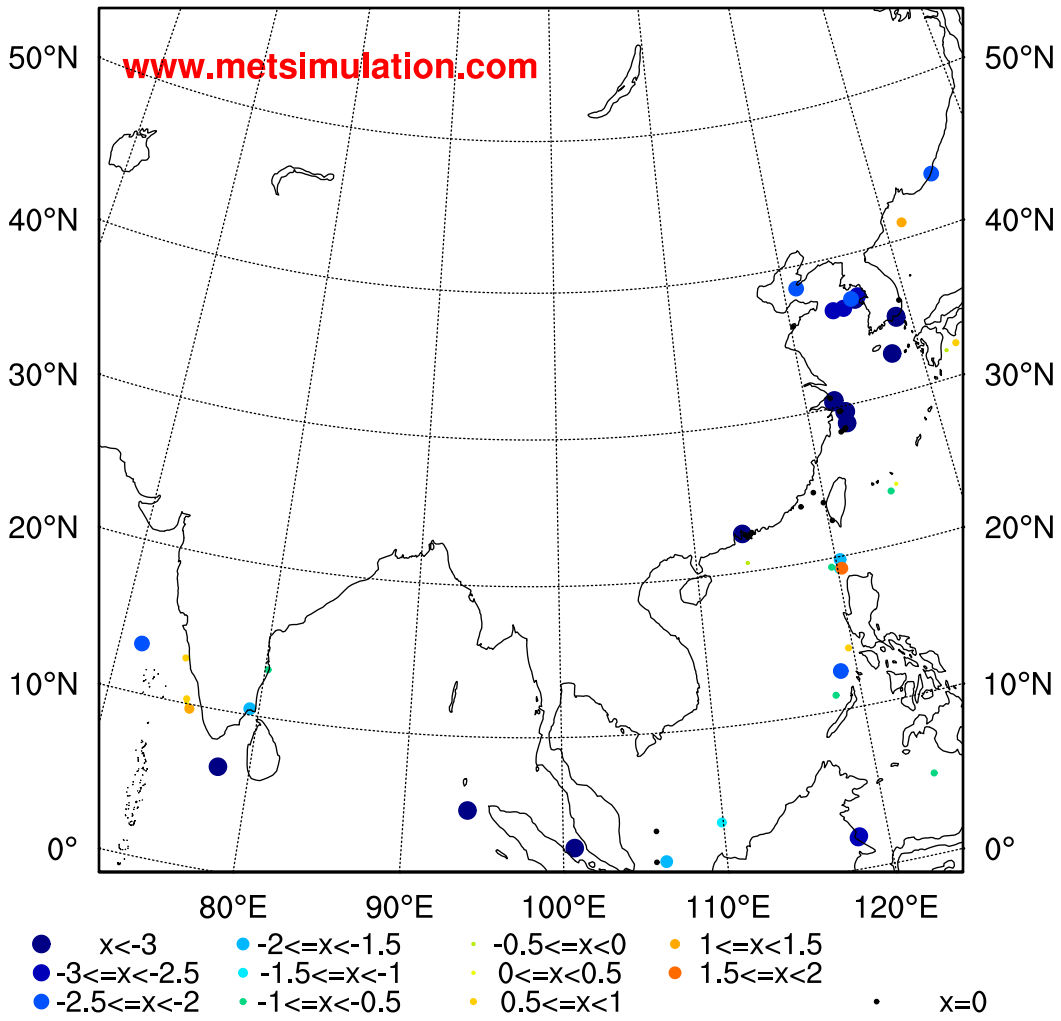 www.metsimulation.com
50°N 50°N
40°N 40°N
30°N 30°N
20°N 20°N
10°N 10°N
0° 0°
80°E 90°E 100°E 110°E 120°E
x<-3 -2<=x<-1.5 -0.5<=x<0 1<=x<1.5
-3<=x<-2.5 -1.5<=x<-1 0<=x<0.5 1.5<=x<2
-2.5<=x<-2 -1<=x<-0.5 0.5<=x<1 x=0